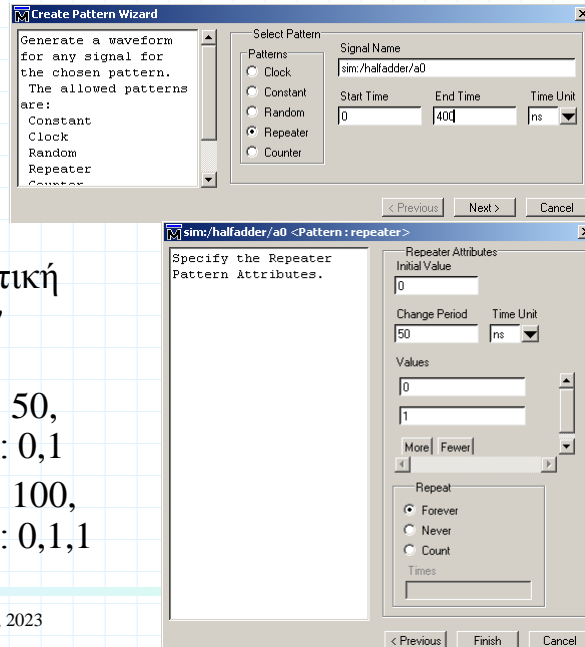 Create Pattern Wizard
Generate a waveform
for any signal for
the chosen pattern.
The allowed patterns
are:
Constant
Clock
Random
Repeater
Counter
Select Pattern
Patterns
Clock
Constant
Random
Repeater
Counter
Signal Name
sim:/halfadder/a0
Start Time
End Time
Time Unit
0
400
ns
< Previous
Next >
Cancel
sim:/halfadder/a0 <Pattern : repeater>
Specify the Repeater
Pattern Attributes.
Repeater Attributes
Initial Value
0
Change Period
Time Unit
50
ns
Values
0
1
More
Fewer
Repeat
Forever
Never
Count
Times
< Previous
Finish
Cancel
50,
: 0,1
100,
: 0,1,1
2023